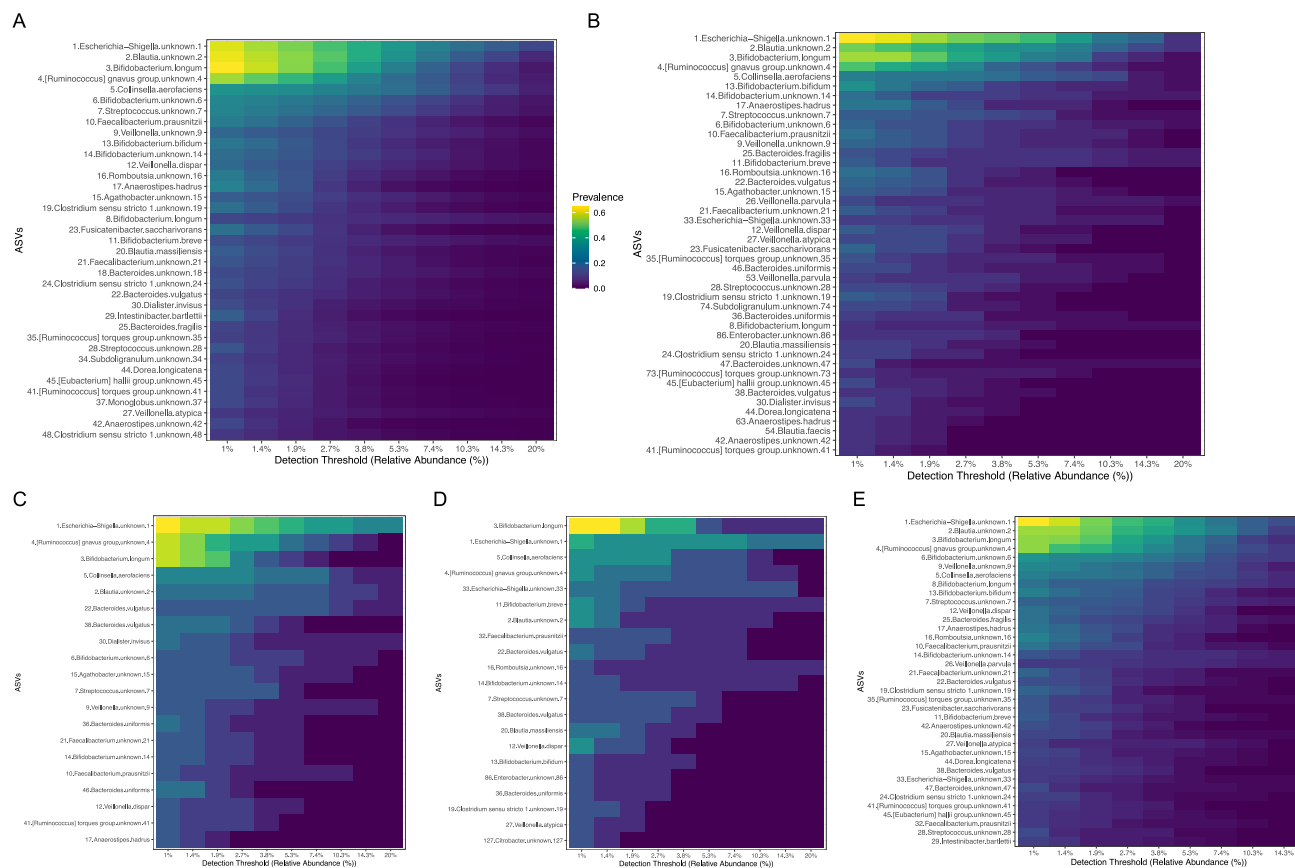 A
1.Escherichia−Shigella.unknown.1
2.Blautia.unknown.2
3.Bifidobacterium.longum
4.[Ruminococcus] gnavus group.unknown.4
5.Collinsella.aerofaciens
6.Bifidobacterium.unknown.6
7.Streptococcus.unknown.7
10.Faecalibacterium.prausnitzii
9.Veillonella.unknown.9
13.Bifidobacterium.bifidum
14.Bifidobacterium.unknown.14
12.Veillonella.dispar
16.Romboutsia.unknown.16
17.Anaerostipes.hadrus
15.Agathobacter.unknown.15
19.Clostridium sensu stricto 1.unknown.19
8.Bifidobacterium.longum
23.Fusicatenibacter.saccharivorans
11.Bifidobacterium.breve
20.Blautia.massiliensis
21.Faecalibacterium.unknown.21
18.Bacteroides.unknown.18
24.Clostridium sensu stricto 1.unknown.24
22.Bacteroides.vulgatus
30.Dialister.invisus
29.Intestinibacter.bartlettii
25.Bacteroides.fragilis
35.[Ruminococcus] torques group.unknown.35
28.Streptococcus.unknown.28
34.Subdoligranulum.unknown.34
44.Dorea.longicatena
45.[Eubacterium] hallii group.unknown.45
41.[Ruminococcus] torques group.unknown.41
37.Monoglobus.unknown.37
27.Veillonella.atypica
42.Anaerostipes.unknown.42
48.Clostridium sensu stricto 1.unknown.48
ASVs
1% 1.4% 1.9% 2.7% 3.8% 5.3% 7.4% 10.3% 14.3% 20%
Detection Threshold (Relative Abundance (%))
Prevalence
0.6
0.4
0.2
0.0
B
1.Escherichia−Shigella.unknown.1
2.Blautia.unknown.2
3.Bifidobacterium.longum
4.[Ruminococcus] gnavus group.unknown.4
5.Collinsella.aerofaciens
13.Bifidobacterium.bifidum
14.Bifidobacterium.unknown.14
17.Anaerostipes.hadrus
7.Streptococcus.unknown.7
6.Bifidobacterium.unknown.6
10.Faecalibacterium.prausnitzii
9.Veillonella.unknown.9
25.Bacteroides.fragilis
11.Bifidobacterium.breve
16.Romboutsia.unknown.16
22.Bacteroides.vulgatus
15.Agathobacter.unknown.15
26.Veillonella.parvula
21.Faecalibacterium.unknown.21
33.Escherichia−Shigella.unknown.33
12.Veillonella.dispar
27.Veillonella.atypica
23.Fusicatenibacter.saccharivorans
35.[Ruminococcus] torques group.unknown.35
46.Bacteroides.uniformis
53.Veillonella.parvula
28.Streptococcus.unknown.28
19.Clostridium sensu stricto 1.unknown.19
74.Subdoligranulum.unknown.74
36.Bacteroides.uniformis
8.Bifidobacterium.longum
86.Enterobacter.unknown.86
20.Blautia.massiliensis
24.Clostridium sensu stricto 1.unknown.24
47.Bacteroides.unknown.47
73.[Ruminococcus] torques group.unknown.73
45.[Eubacterium] hallii group.unknown.45
38.Bacteroides.vulgatus
30.Dialister.invisus
44.Dorea.longicatena
63.Anaerostipes.hadrus
54.Blautia.faecis
42.Anaerostipes.unknown.42
41.[Ruminococcus] torques group.unknown.41
ASVs
1% 1.4% 1.9% 2.7% 3.8% 5.3% 7.4% 10.3% 14.3% 20%
Detection Threshold (Relative Abundance (%))
C
1.Escherichia−Shigella.unknown.1
4.[Ruminococcus] gnavus group.unknown.4
3.Bifidobacterium.longum
5.Collinsella.aerofaciens
2.Blautia.unknown.2
22.Bacteroides.vulgatus
38.Bacteroides.vulgatus
30.Dialister.invisus
6.Bifidobacterium.unknown.6
15.Agathobacter.unknown.15
7.Streptococcus.unknown.7
9.Veillonella.unknown.9
36.Bacteroides.uniformis
21.Faecalibacterium.unknown.21
14.Bifidobacterium.unknown.14
10.Faecalibacterium.prausnitzii
46.Bacteroides.uniformis
12.Veillonella.dispar
41.[Ruminococcus] torques group.unknown.41
17.Anaerostipes.hadrus
ASVs
1% 1.4% 1.9% 2.7% 3.8% 5.3% 7.4% 10.3% 14.3% 20%
Detection Threshold (Relative Abundance (%))
D
3.Bifidobacterium.longum
1.Escherichia−Shigella.unknown.1
5.Collinsella.aerofaciens
4.[Ruminococcus] gnavus group.unknown.4
33.Escherichia−Shigella.unknown.33
11.Bifidobacterium.breve
2.Blautia.unknown.2
32.Faecalibacterium.prausnitzii
22.Bacteroides.vulgatus
16.Romboutsia.unknown.16
14.Bifidobacterium.unknown.14
7.Streptococcus.unknown.7
38.Bacteroides.vulgatus
20.Blautia.massiliensis
12.Veillonella.dispar
13.Bifidobacterium.bifidum
86.Enterobacter.unknown.86
36.Bacteroides.uniformis
19.Clostridium sensu stricto 1.unknown.19
27.Veillonella.atypica
127.Citrobacter.unknown.127
ASVs
1% 1.4% 1.9% 2.7% 3.8% 5.3% 7.4% 10.3% 14.3% 20%
Detection Threshold (Relative Abundance (%))
E
1.Escherichia−Shigella.unknown.1
2.Blautia.unknown.2
3.Bifidobacterium.longum
4.[Ruminococcus] gnavus group.unknown.4
6.Bifidobacterium.unknown.6
9.Veillonella.unknown.9
5.Collinsella.aerofaciens
8.Bifidobacterium.longum
13.Bifidobacterium.bifidum
7.Streptococcus.unknown.7
12.Veillonella.dispar
25.Bacteroides.fragilis
17.Anaerostipes.hadrus
16.Romboutsia.unknown.16
10.Faecalibacterium.prausnitzii
14.Bifidobacterium.unknown.14
26.Veillonella.parvula
21.Faecalibacterium.unknown.21
22.Bacteroides.vulgatus
19.Clostridium sensu stricto 1.unknown.19
35.[Ruminococcus] torques group.unknown.35
23.Fusicatenibacter.saccharivorans
11.Bifidobacterium.breve
42.Anaerostipes.unknown.42
20.Blautia.massiliensis
27.Veillonella.atypica
15.Agathobacter.unknown.15
44.Dorea.longicatena
38.Bacteroides.vulgatus
33.Escherichia−Shigella.unknown.33
47.Bacteroides.unknown.47
24.Clostridium sensu stricto 1.unknown.24
41.[Ruminococcus] torques group.unknown.41
45.[Eubacterium] hallii group.unknown.45
32.Faecalibacterium.prausnitzii
28.Streptococcus.unknown.28
29.Intestinibacter.bartlettii
ASVs
1% 1.4% 1.9% 2.7% 3.8% 5.3% 7.4% 10.3% 14.3%
Detection Threshold (Relative Abundance (%))